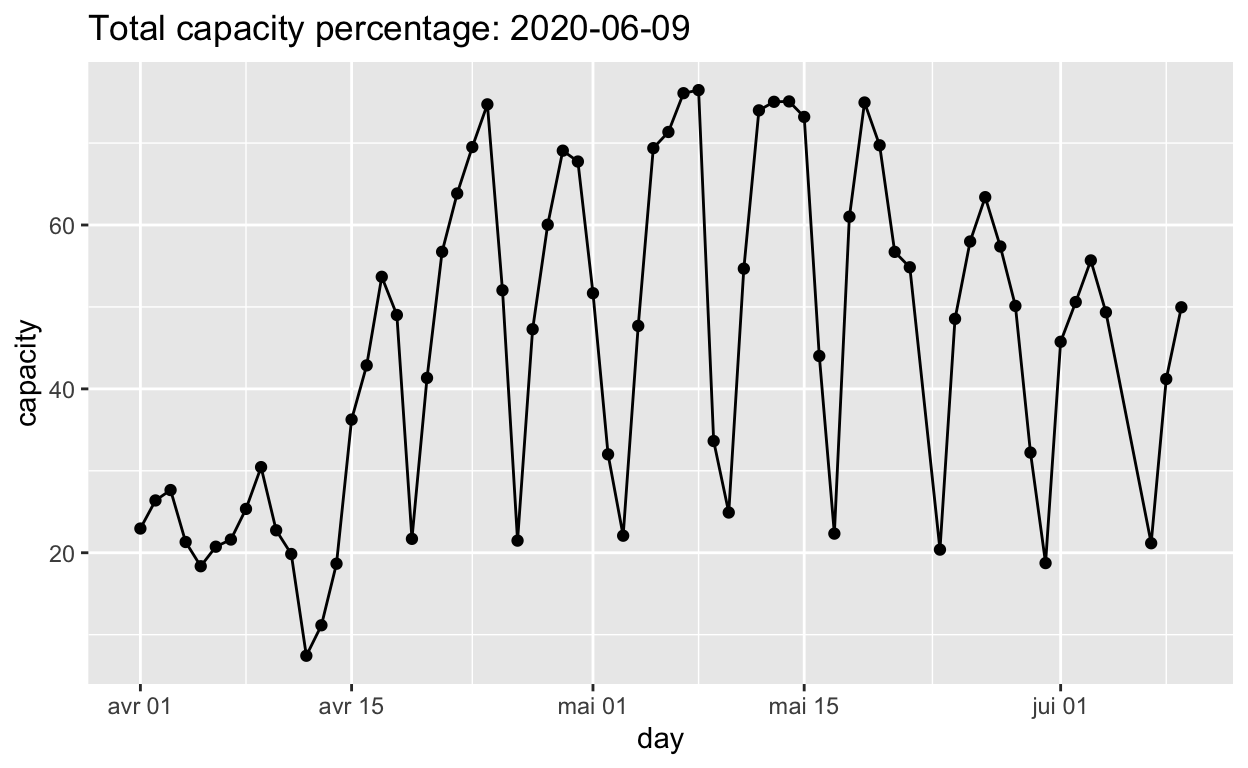 Total capacity percentage: 2020-06-09
capacity
60
40
20
avr 01
avr 15
mai 01
mai 15
jui 01
day